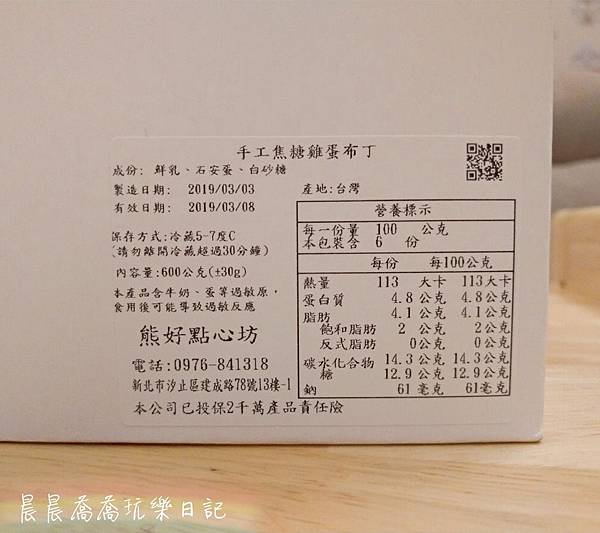 手工焦糖雞蛋布丁
成份: 鮮乳、石安蛋、白砂糖
製造日期: 2019/03/03 產地:台灣
有效日期: 2019/03/08
保存方式:冷藏5-7度C
(請勿離開冷藏超過30分鐘)
內容量:600公克(±30g)
本產品含牛奶、蛋等過敏原,
食用後可能導致過敏反應
熊好點心坊
電話:0976-841318
新北市汐止區建成路78號13樓-1
本公司已投保2千萬產品責任險
營養標示
每一份量 100 公克
本包裝含 6 份
每份 每100公克
熱量 113 大卡 113大卡
蛋白質 4.8 公克 4.8公克
脂肪 4.1 公克 4.1公克
飽和脂肪 2 公克 2公克
反式脂肪 0公克 0公克
碳水化合物 14.3 公克 14.3公克
糖 12.9 公克 12.9公克
鈉 61 毫克 61毫克
晨晨喬喬玩樂日記